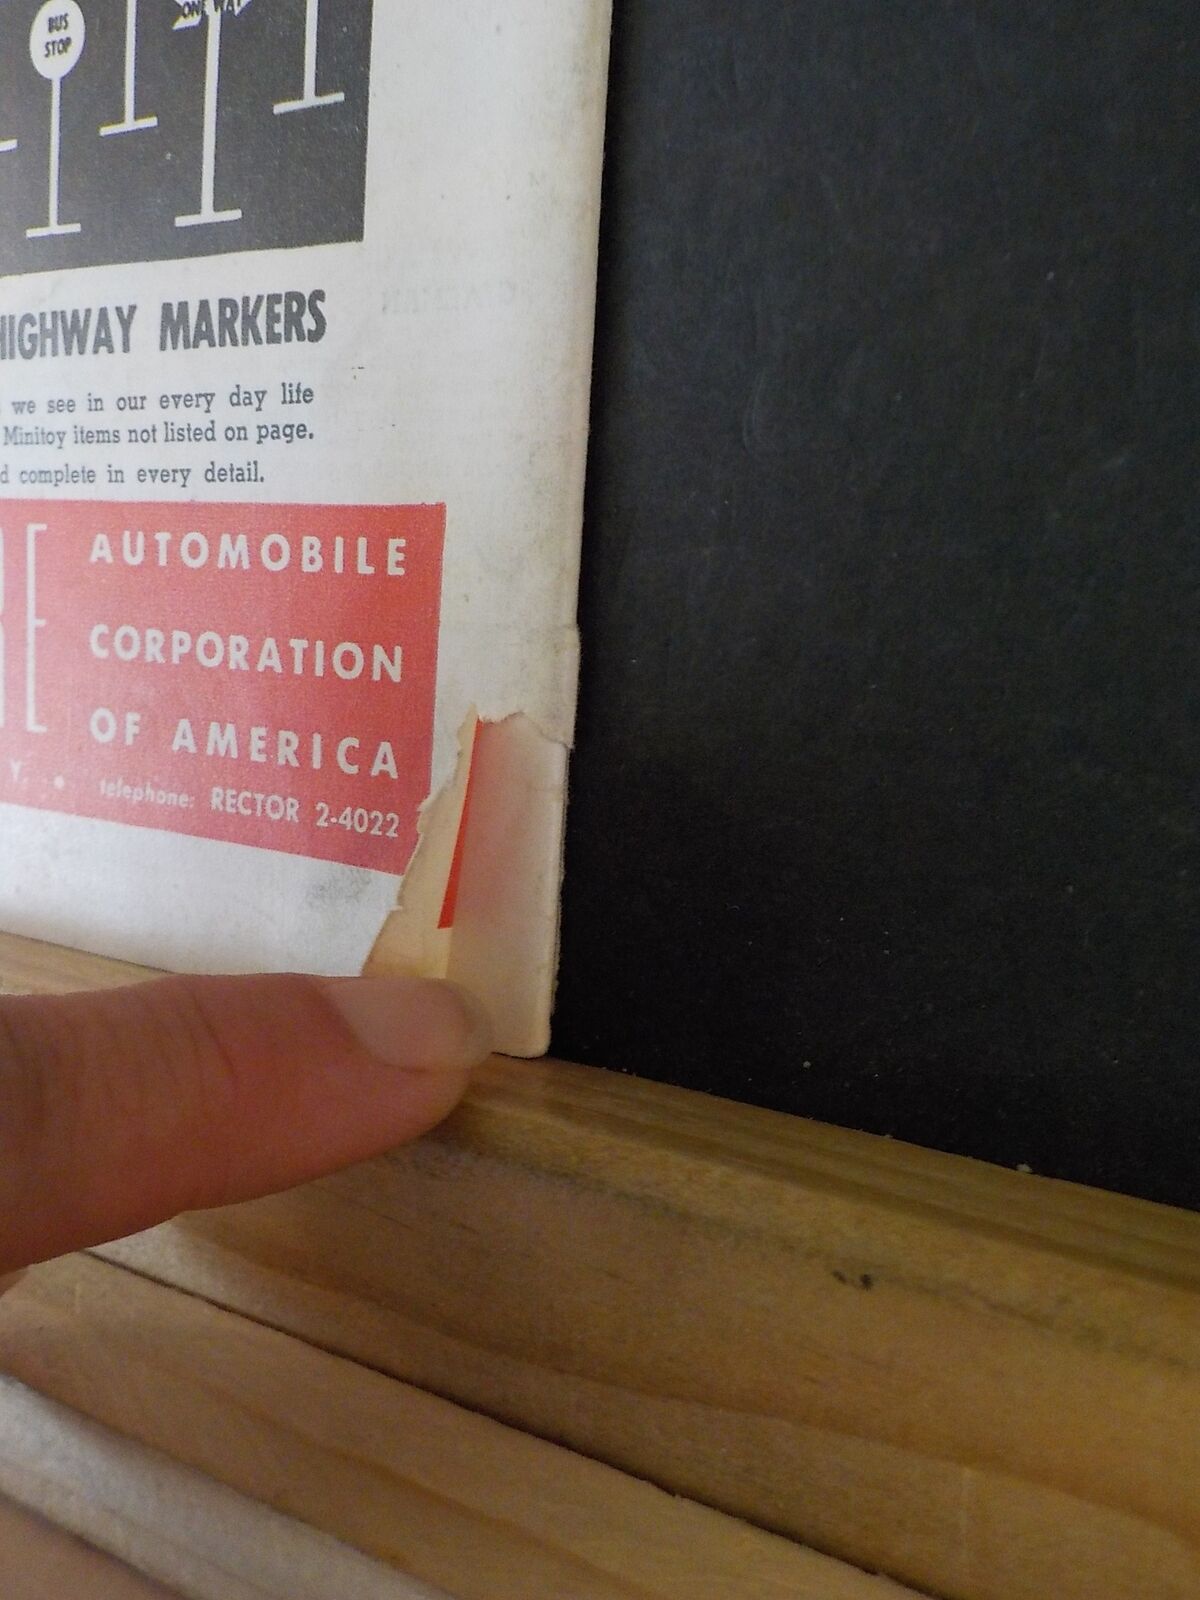 BUS
STOP
ONE WAY
HIGHWAY MARKERS
we see in our every day life
Minitoy items not listed on page.
complete in every detail.
AUTOMOBILE
CORPORATION
OF AMERICA
telephone: RECTOR 2-4022